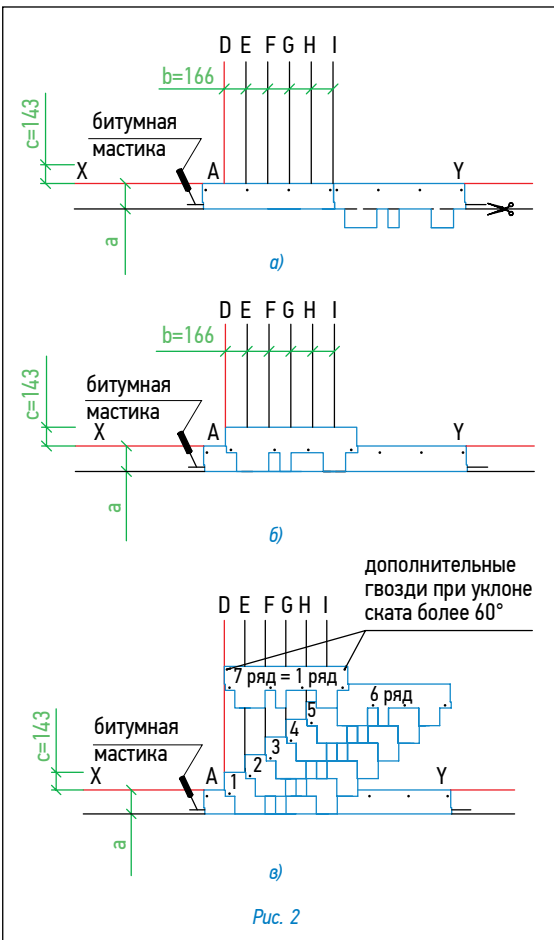 D E F G H I
b=166
c=143
битумная
мастика
X A Y
a
а)
D E F G H I
b=166
c=143
битумная
мастика
X A Y
a
б)
дополнительные
гвозди при уклоне
ската более 60°
D E F G H I
7 ряд = 1 ряд
6 ряд
5
4
3
2
1
c=143
битумная
мастика
X A Y
a
в)
Рис. 2